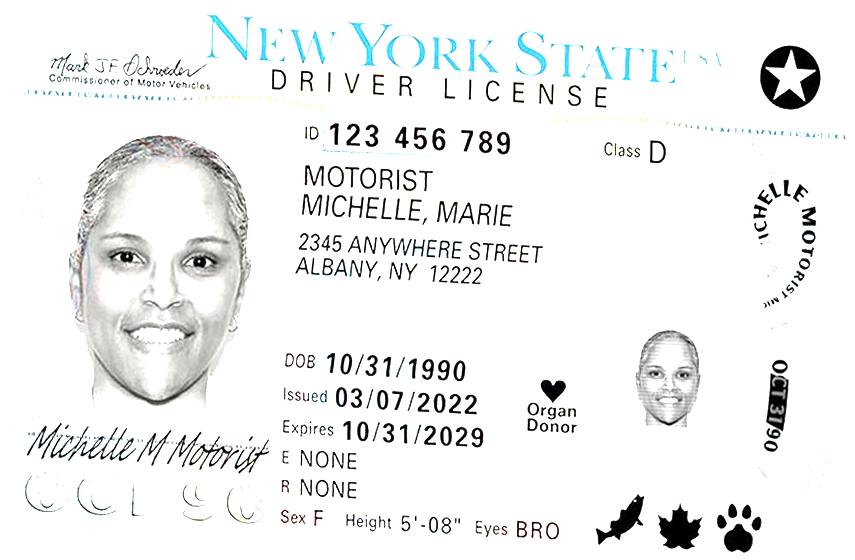 NEW YORK STATE USA
Mark J.F. Schroeder
Commissioner of Motor Vehicles
DRIVER LICENSE
ID 123 456 789
Class D
MOTORIST
MICHELLE, MARIE
2345 ANYWHERE STREET
ALBANY, NY 12222
ICHELLE MOTORIST MIC
DOB 10/31/1990
Issued 03/07/2022
Expires 10/31/2029
E NONE
R NONE
Sex F Height 5'-08" Eyes BRO
Organ
Donor
OCT 31/90
Michelle M Motorist
OCT 90